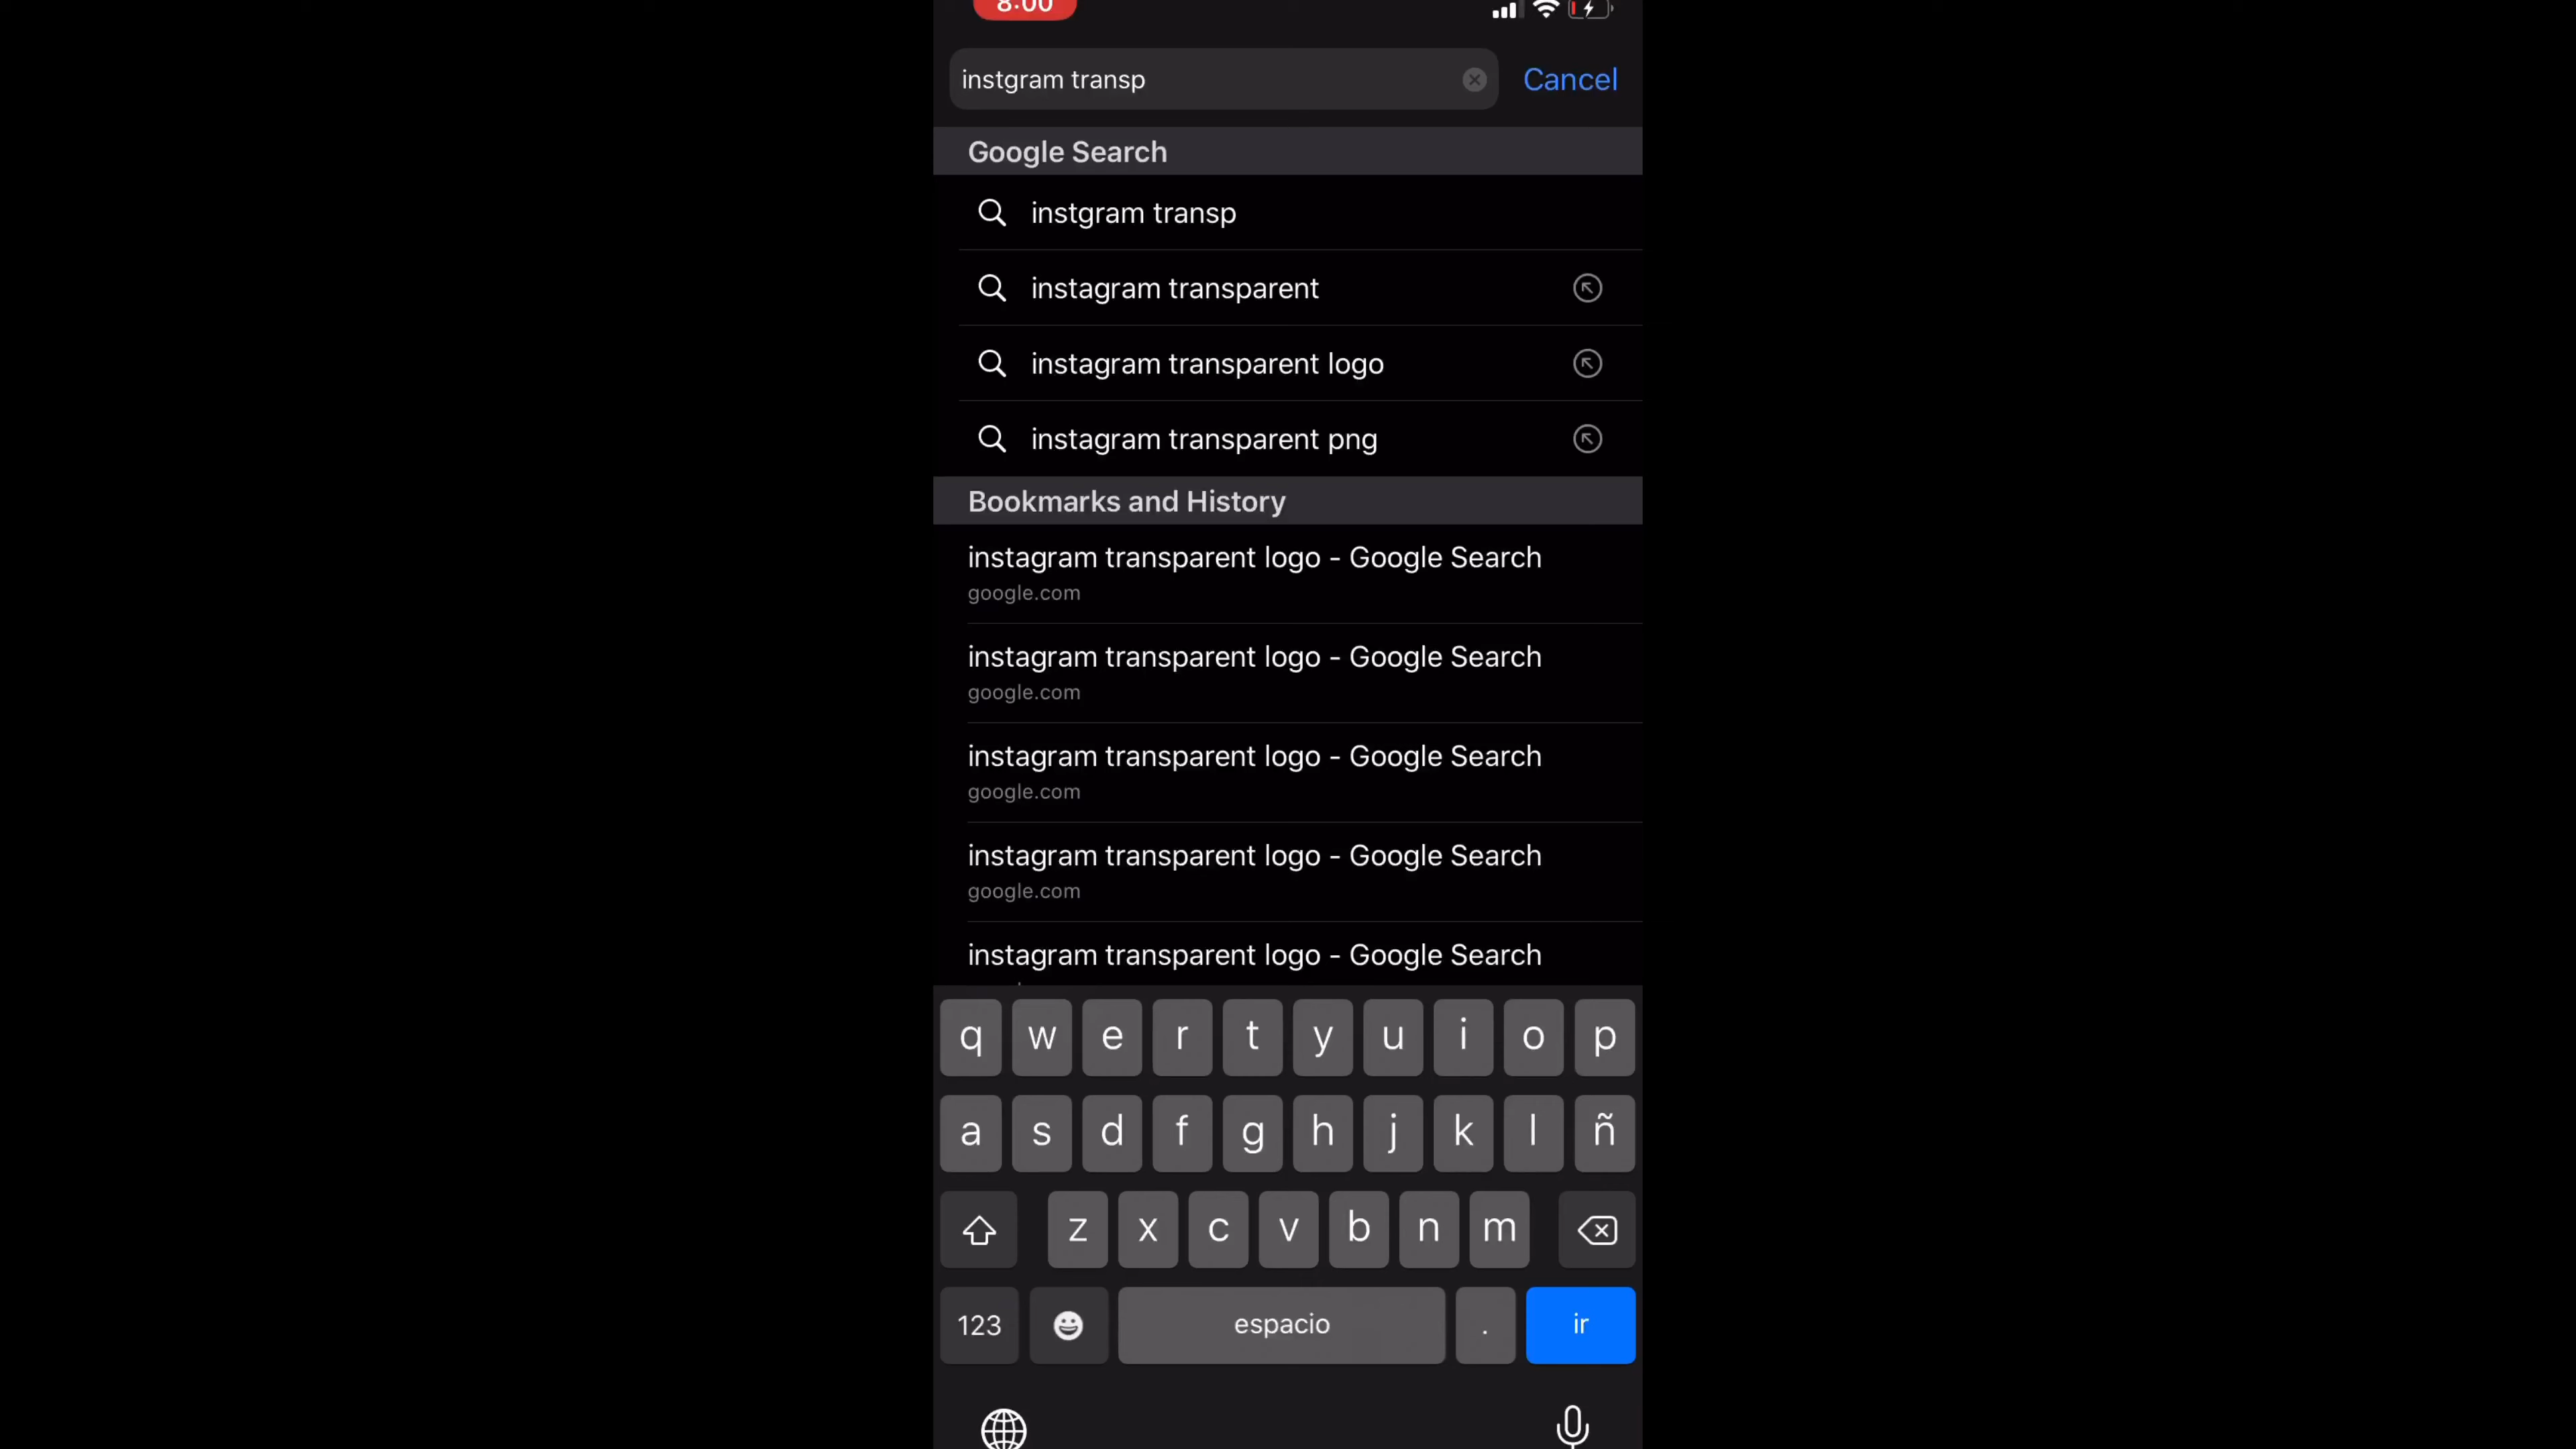 8:00
instgram transp
Cancel
Google Search
instgram transp
instagram transparent
instagram transparent logo
instagram transparent png
Bookmarks and History
instagram transparent logo - Google Search
google.com
instagram transparent logo - Google Search
google.com
instagram transparent logo - Google Search
google.com
instagram transparent logo - Google Search
google.com
instagram transparent logo - Google Search
q w e r t y u i o p
a s d f g h j k l ñ
z x c v b n m
123 espacio . ir